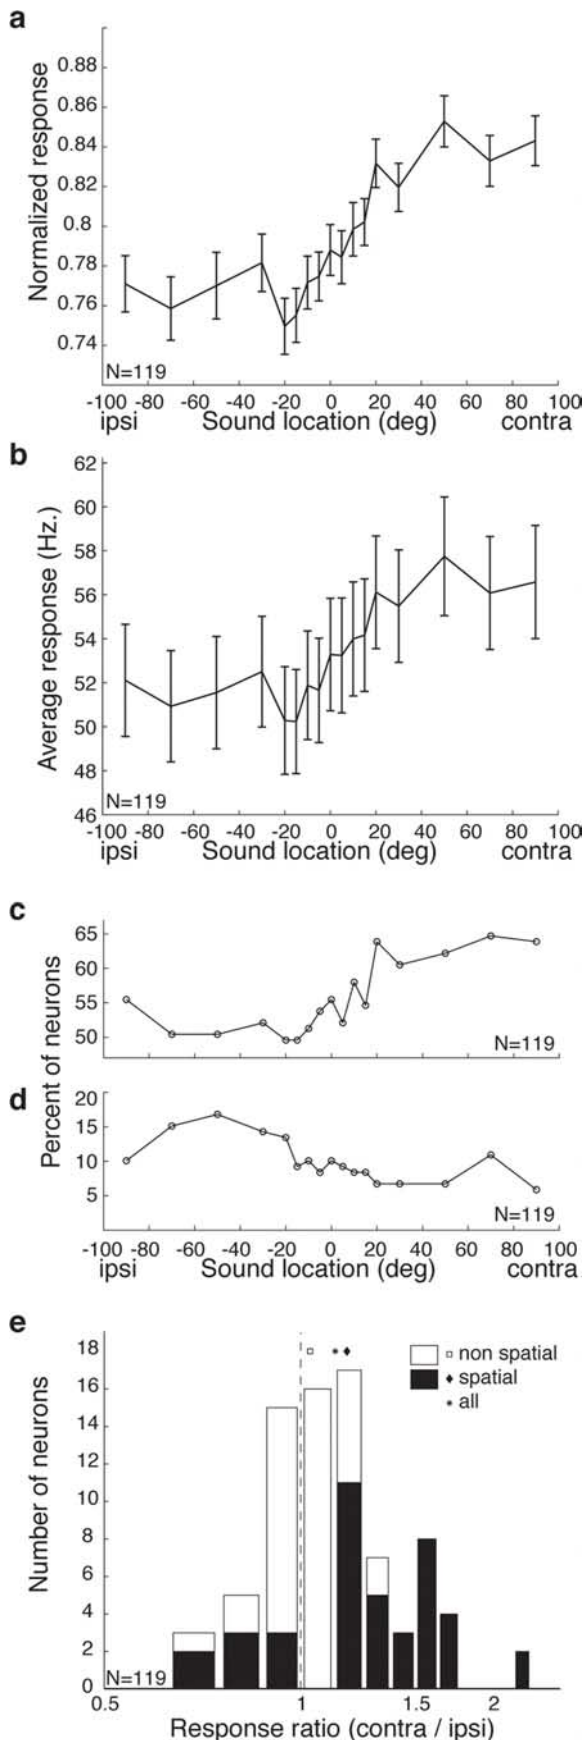 a
Normalized response
0.88
0.86
0.84
0.82
0.8
0.78
0.76
0.74
N=119
-100 -80 -60 -40 -20 0 20 40 60 80 100
ipsi Sound location (deg) contra
b
Average response (Hz.)
62
60
58
56
54
52
50
48
46
N=119
-100 -80 -60 -40 -20 0 20 40 60 80 100
ipsi Sound location (deg) contra
c
Percent of neurons
65
60
55
50
N=119
d
20
15
10
5
N=119
-100 -80 -60 -40 -20 0 20 40 60 80 100
ipsi Sound location (deg) contra
e
Number of neurons
18
16
14
12
10
8
6
4
2
0
non spatial
spatial
all
N=119
0.5 1 1.5 2
Response ratio (contra / ipsi)